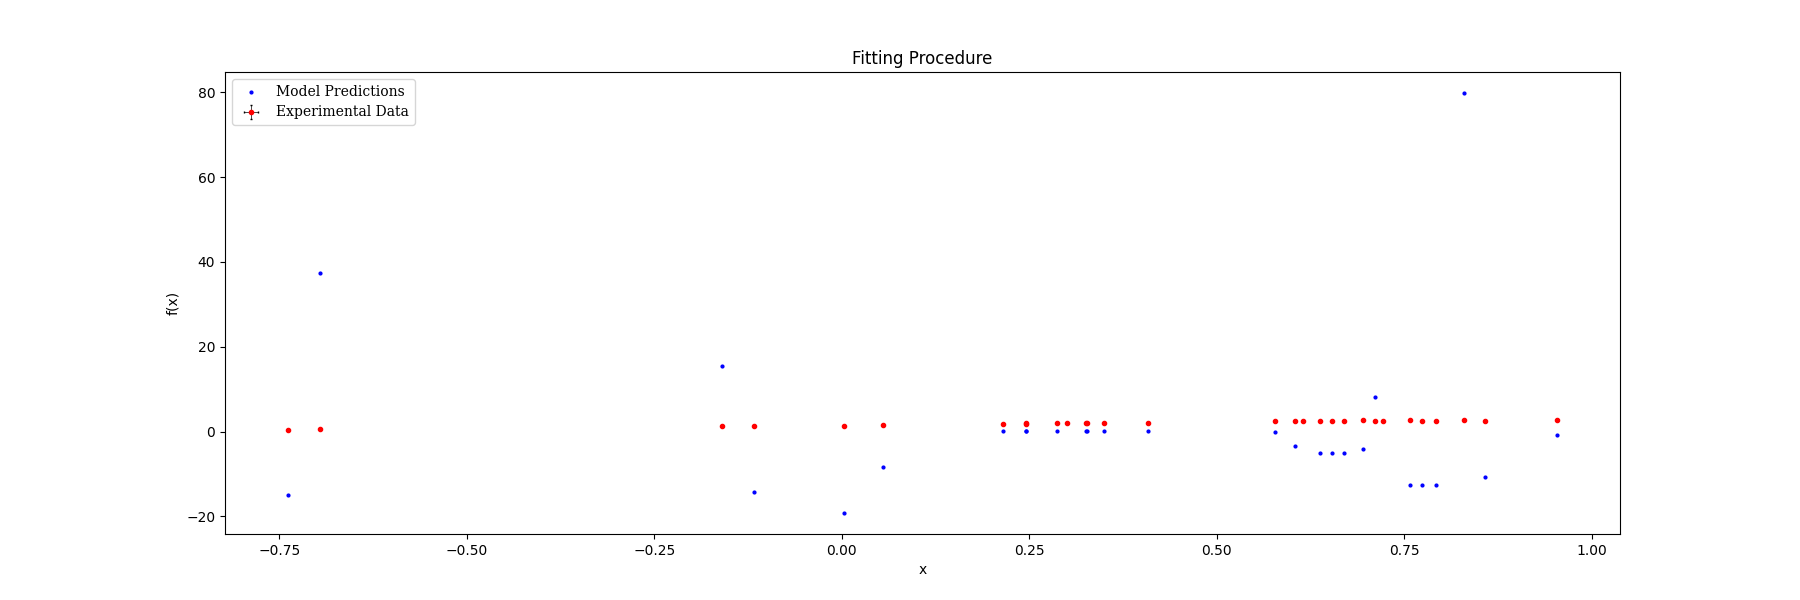 Fitting Procedure
80
60
40
20
0
−20
f(x)
Model Predictions
Experimental Data
−0.75 −0.50 −0.25 0.00 0.25 0.50 0.75 1.00
x